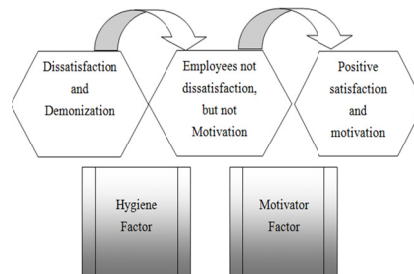 Dissatisfaction
and
Demonization
Employees not
dissatisfaction,
but not
Motivation
Positive
satisfaction
and
motivation
Hygiene
Factor
Motivator
Factor